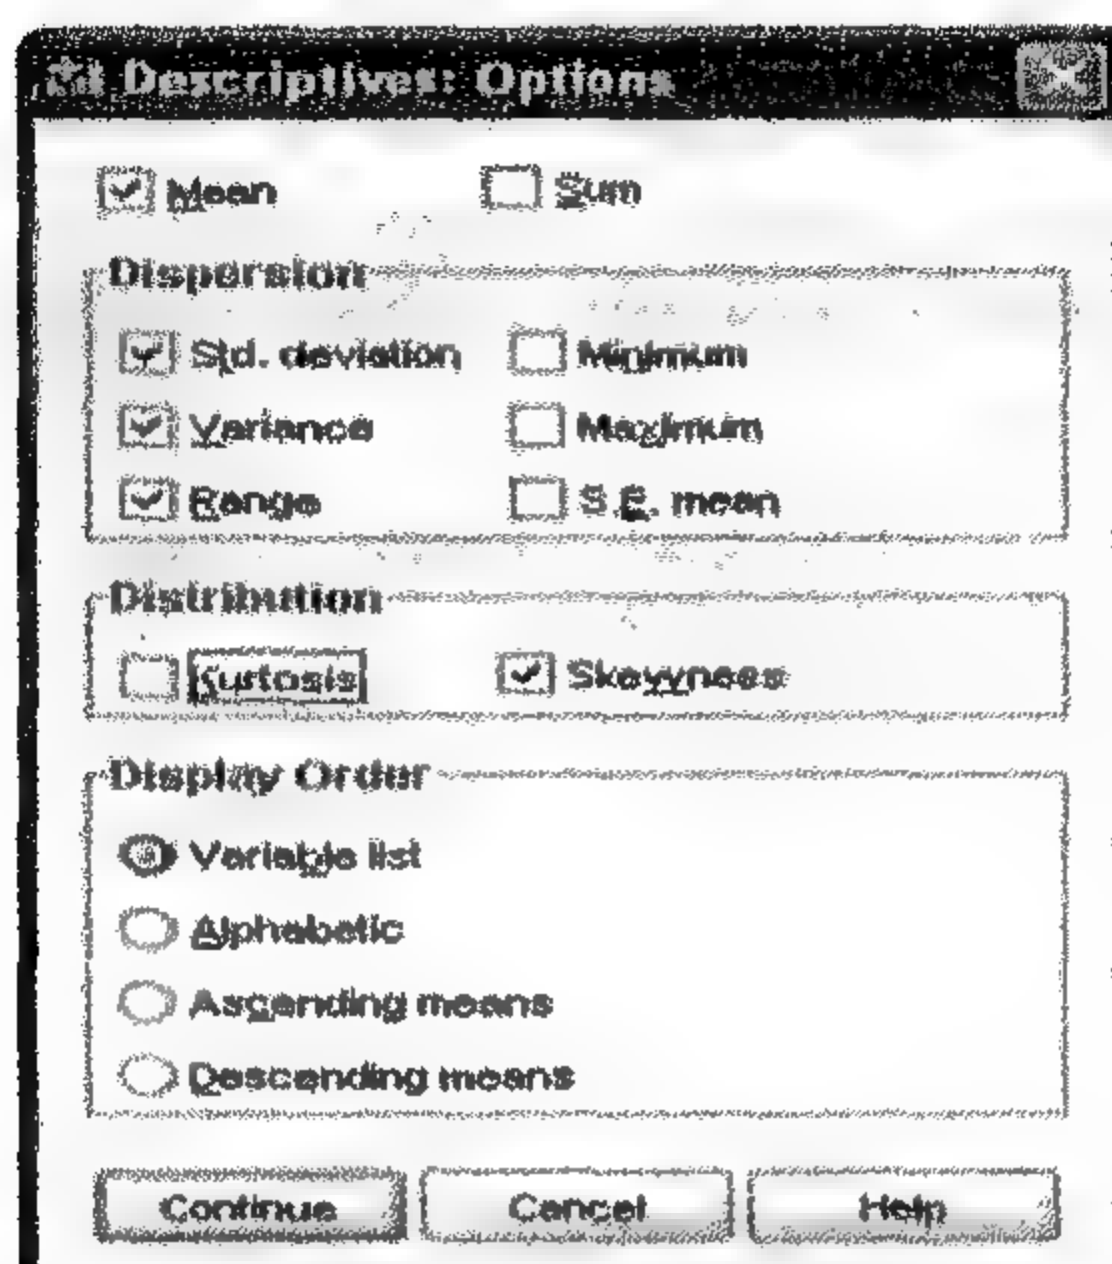 Descriptives: Options
Mean Sum
Dispersion
Std. deviation Minimum
Variance Maximum
Range S.E. mean
Distribution
Kurtosis Skewness
Display Order
Variable list
Alphabetic
Ascending means
Descending means
Continue Cancel Help